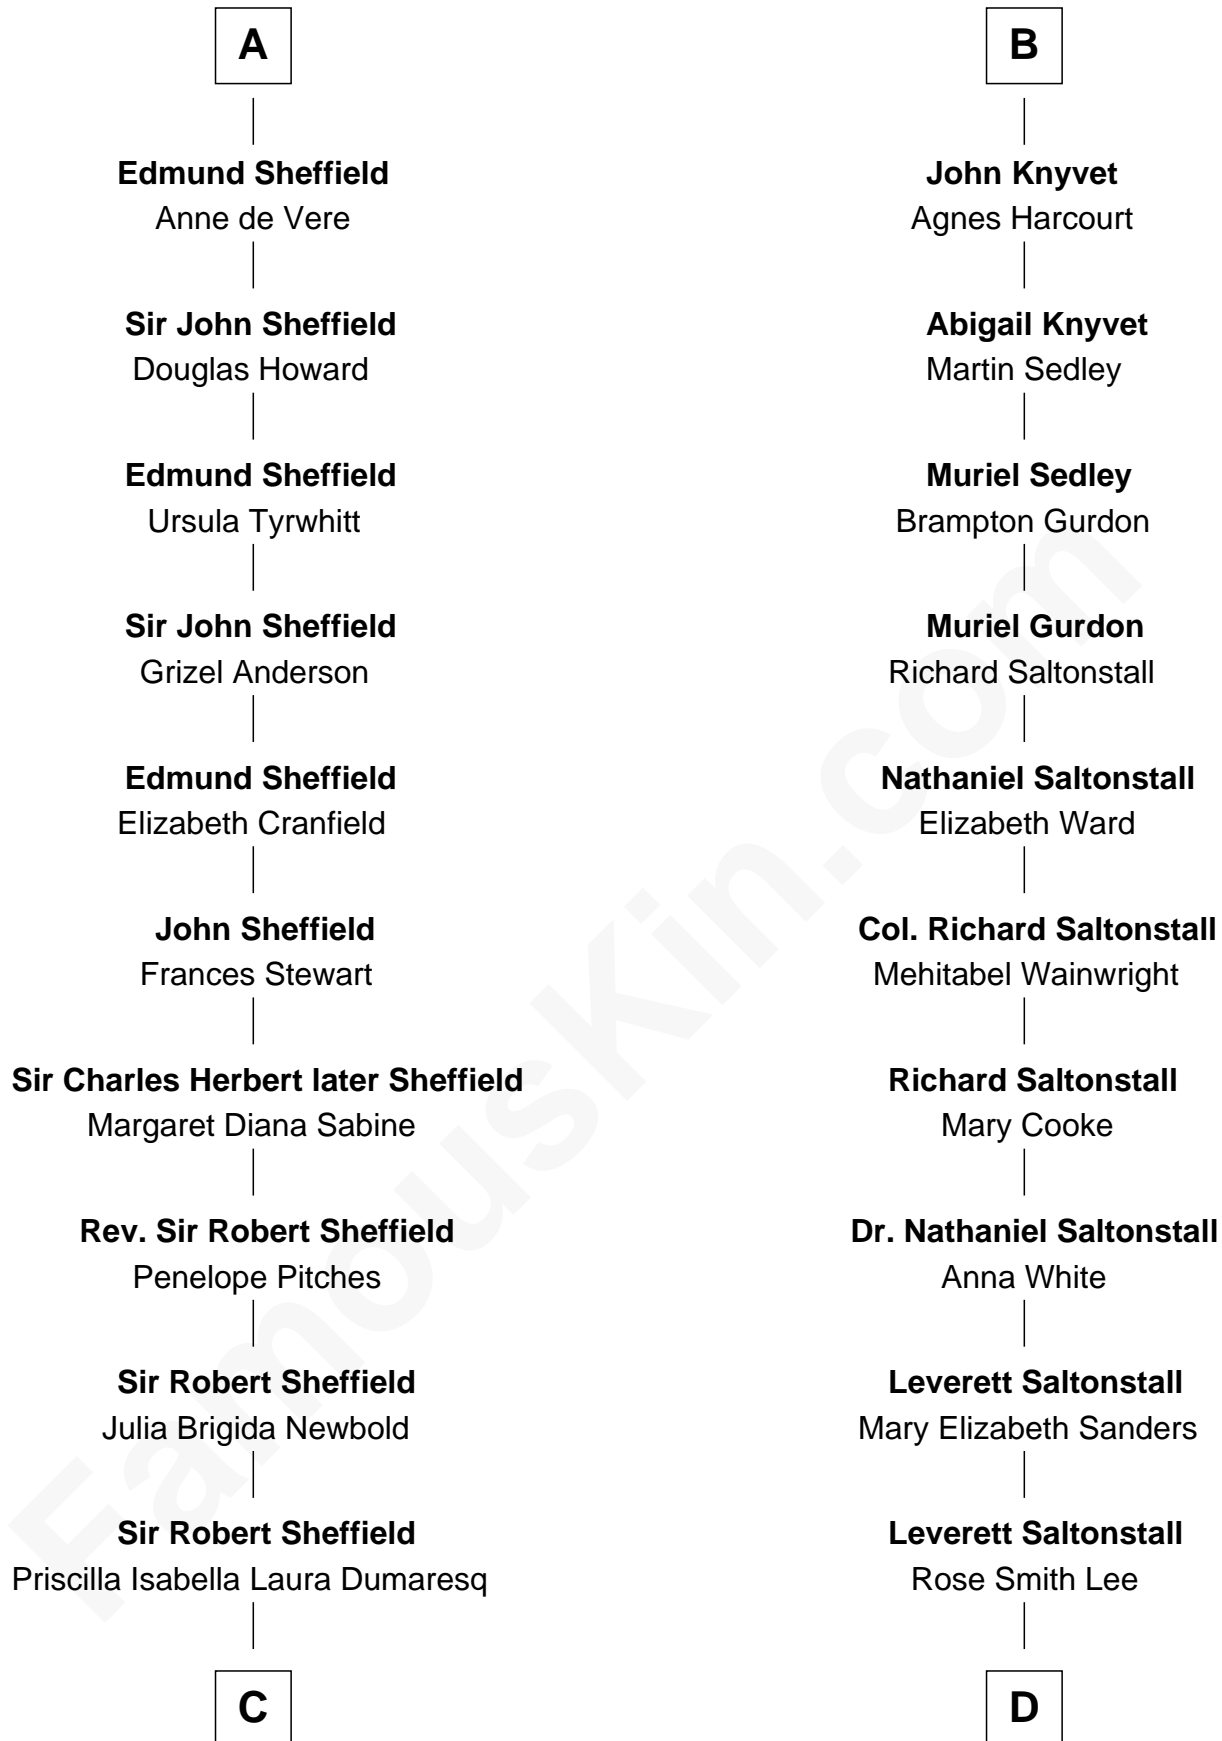 A
Edmund Sheffield
Anne de Vere
Sir John Sheffield
Douglas Howard
Edmund Sheffield
Ursula Tyrwhitt
Sir John Sheffield
Grizel Anderson
Edmund Sheffield
Elizabeth Cranfield
John Sheffield
Frances Stewart
Sir Charles Herbert later Sheffield
Margaret Diana Sabine
Rev. Sir Robert Sheffield
Penelope Pitches
Sir Robert Sheffield
Julia Brigida Newbold
Sir Robert Sheffield
Priscilla Isabella Laura Dumaresq
C
B
John Knyvet
Agnes Harcourt
Abigail Knyvet
Martin Sedley
Muriel Sedley
Brampton Gurdon
Muriel Gurdon
Richard Saltonstall
Nathaniel Saltonstall
Elizabeth Ward
Col. Richard Saltonstall
Mehitabel Wainwright
Richard Saltonstall
Mary Cooke
Dr. Nathaniel Saltonstall
Anna White
Leverett Saltonstall
Mary Elizabeth Sanders
Leverett Saltonstall
Rose Smith Lee
D
FamousKin.com